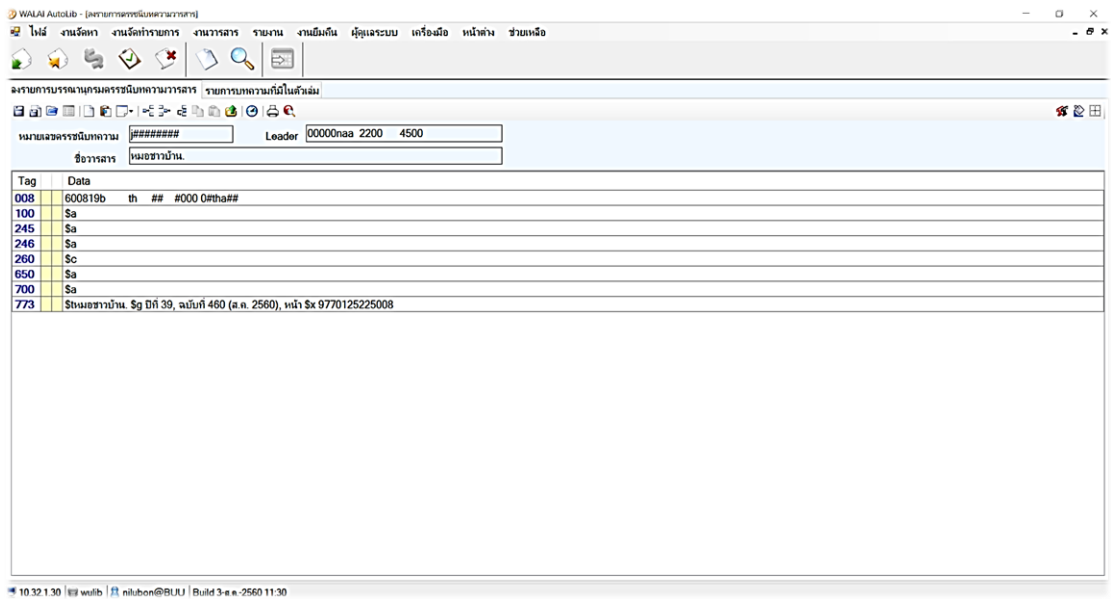 WALAI AutoLib - [ลงรายการดรรชนีบทความวารสาร]
ไฟล์ งานจัดหา งานจัดทำรายการ งานวารสาร รายงาน งานยืมคืน ผู้ดูแลระบบ เครื่องมือ หน้าต่าง ช่วยเหลือ
ลงรายการบรรณานุกรมดรรชนีบทความวารสาร รายการบทความที่มีในตัวเล่ม
หมายเลขดรรชนีบทความ j######## Leader 00000naa 2200 4500
ชื่อวารสาร หมอชาวบ้าน.
Tag Data
008 600819b th ## #000 0#tha##
100 $a
245 $a
246 $a
260 $c
650 $a
700 $a
773 $tหมอชาวบ้าน. $g ปีที่ 39, ฉบับที่ 460 (ส.ค. 2560), หน้า $x 9770125225008
10.32.1.30 wulib nilubon@BUU Build 3-ส.ค.-2560 11:30